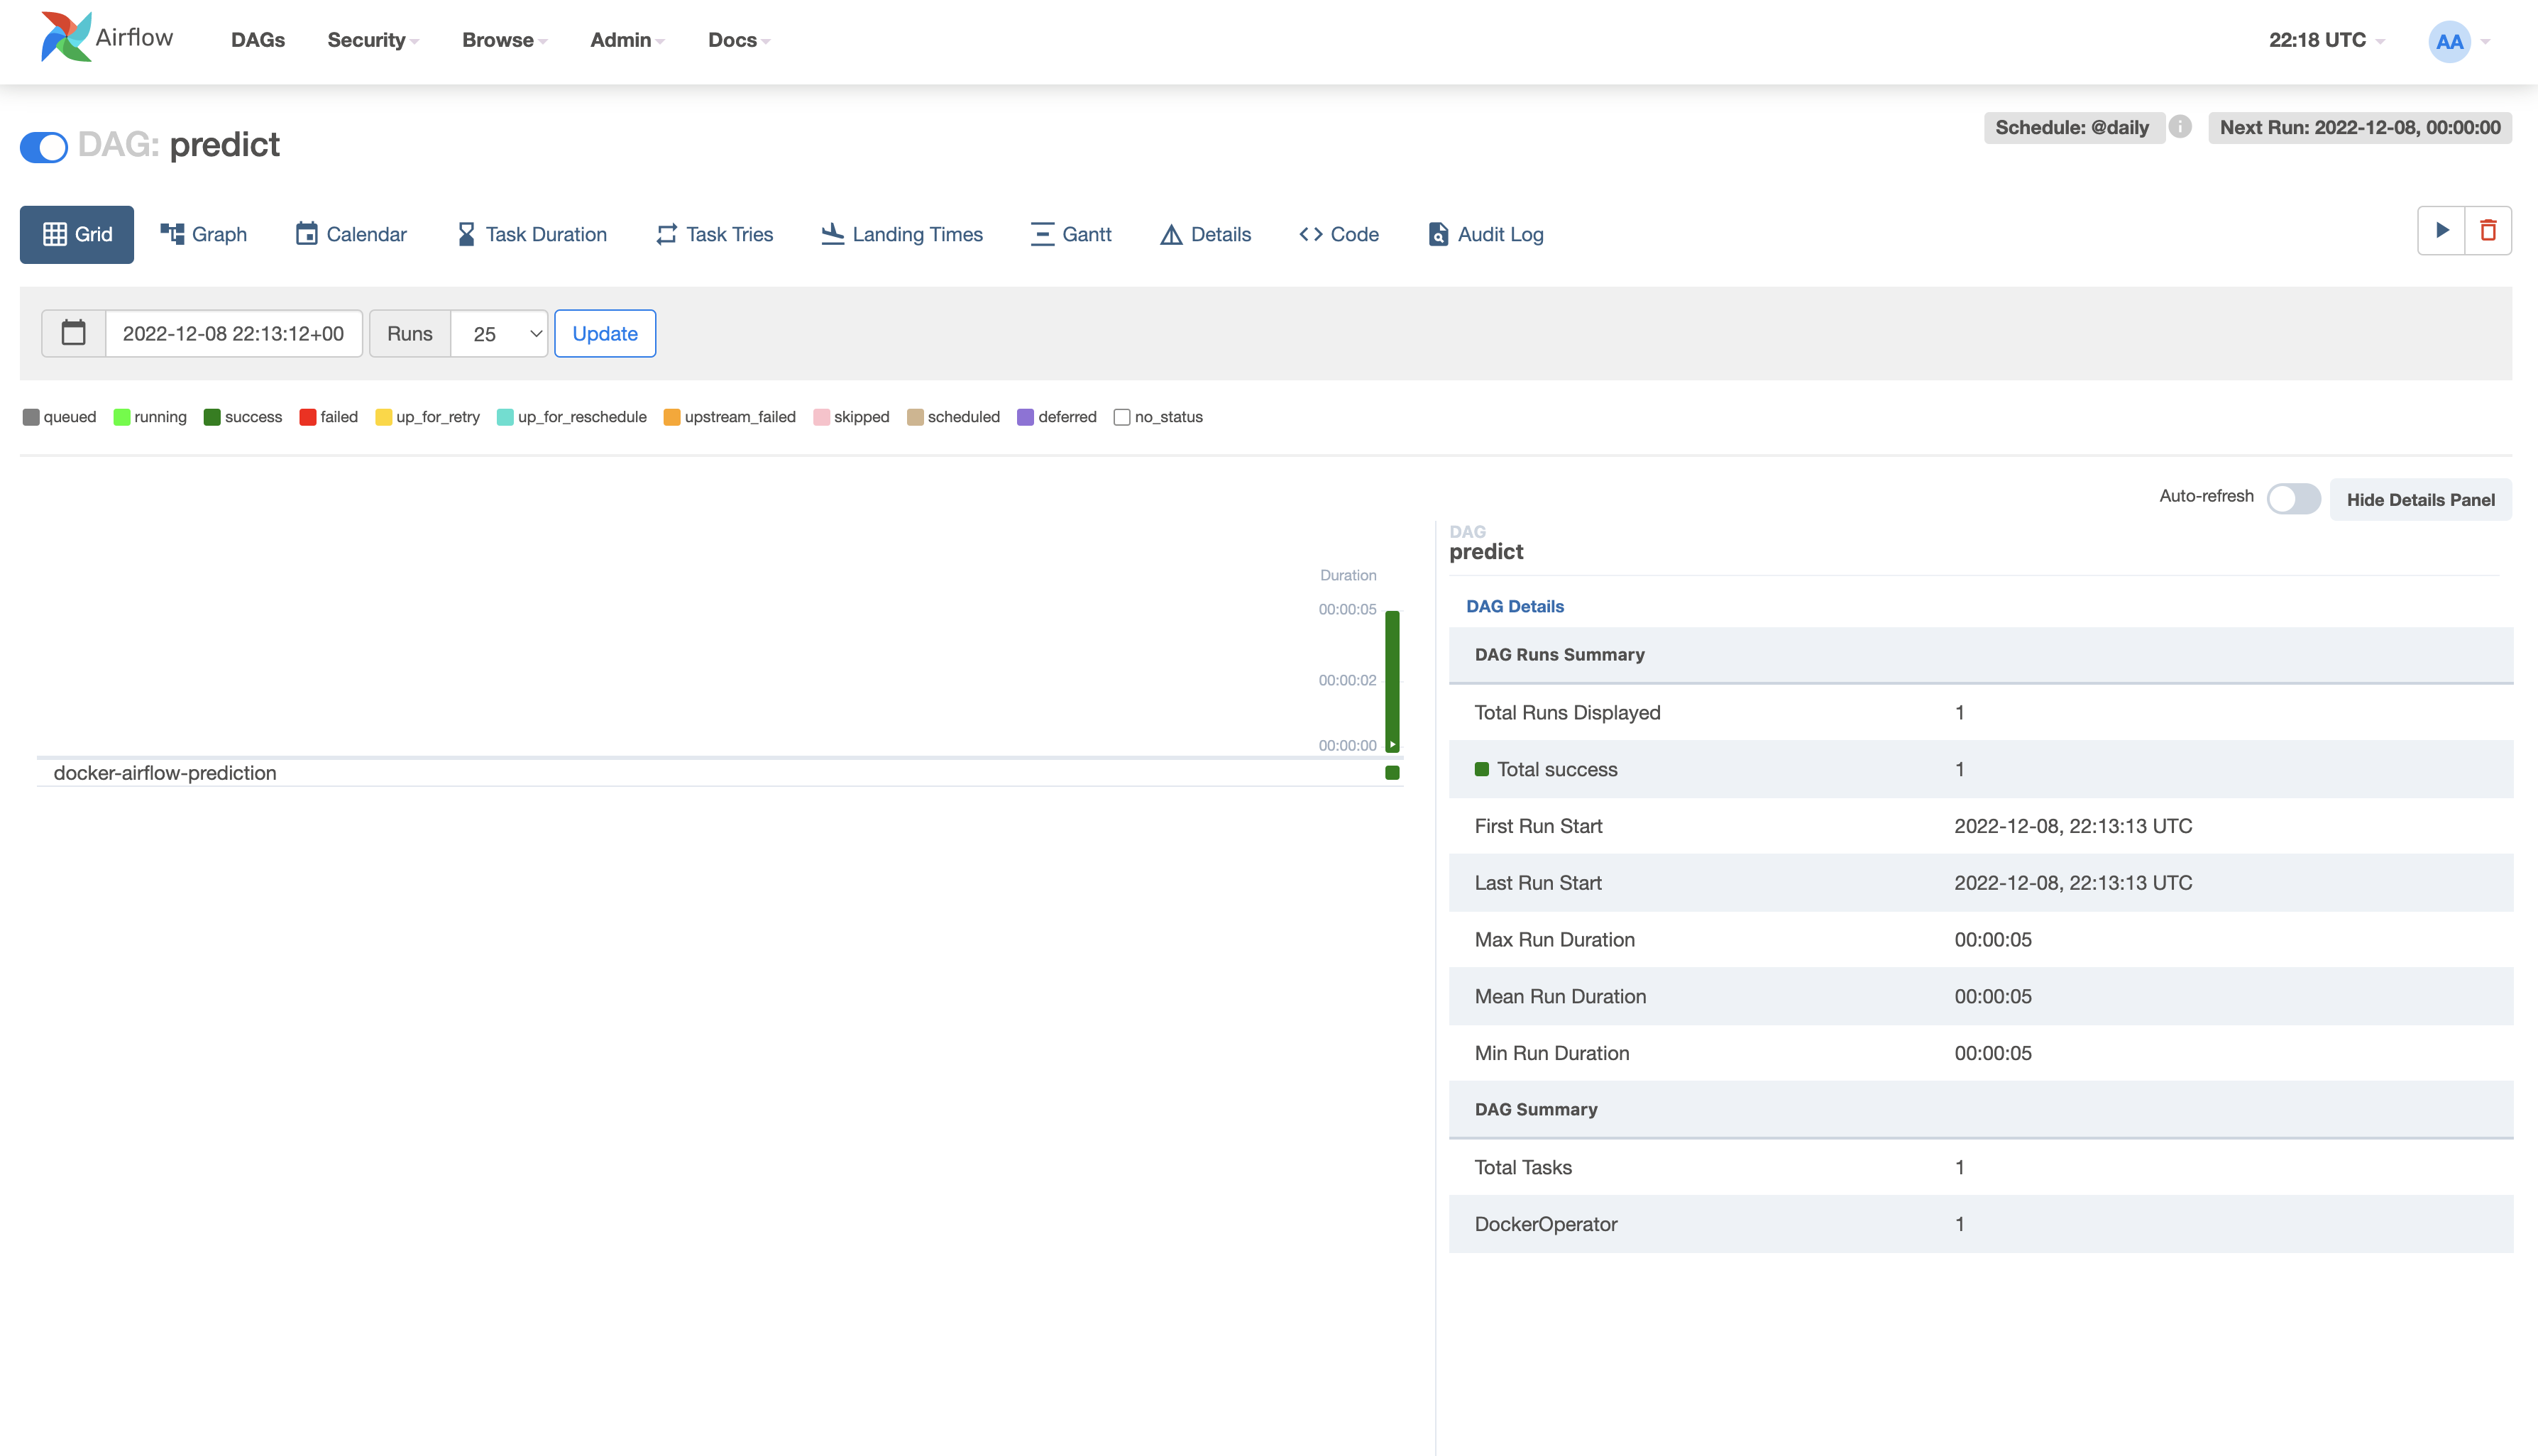 Airflow DAGs Security Browse Admin Docs 22:18 UTC AA
DAG: predict
Schedule: @daily i Next Run: 2022-12-08, 00:00:00
Grid Graph Calendar Task Duration Task Tries Landing Times Gantt Details Code Audit Log
2022-12-08 22:13:12+00 Runs 25 Update
queued running success failed up_for_retry up_for_reschedule upstream_failed skipped scheduled deferred no_status
Auto-refresh Hide Details Panel
Duration
00:00:05
00:00:02
00:00:00
docker-airflow-prediction
DAG
predict
DAG Details
DAG Runs Summary
Total Runs Displayed 1
Total success 1
First Run Start 2022-12-08, 22:13:13 UTC
Last Run Start 2022-12-08, 22:13:13 UTC
Max Run Duration 00:00:05
Mean Run Duration 00:00:05
Min Run Duration 00:00:05
DAG Summary
Total Tasks 1
DockerOperator 1